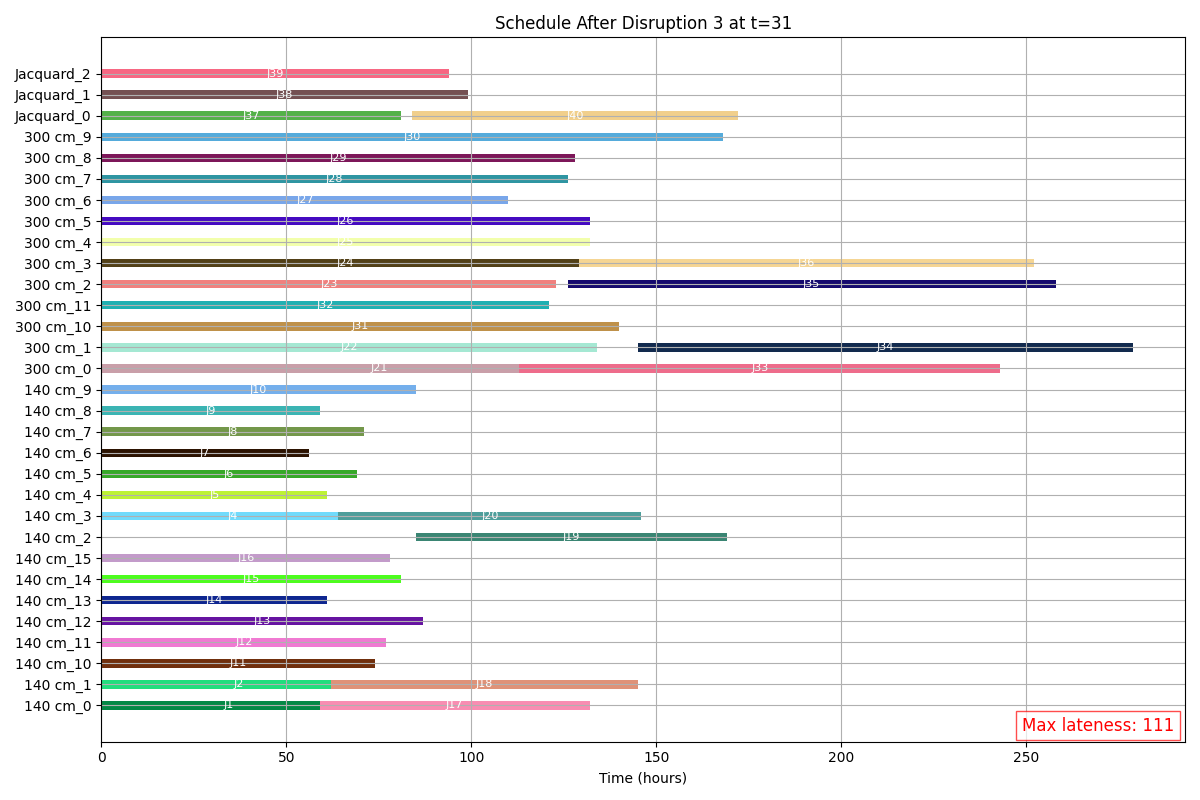 Schedule After Disruption 3 at t=31
Jacquard_2 J39
Jacquard_1 J38
Jacquard_0 J37 J40
300 cm_9 J30
300 cm_8 J29
300 cm_7 J28
300 cm_6 J27
300 cm_5 J26
300 cm_4 J25
300 cm_3 J24 J36
300 cm_2 J23 J35
300 cm_11 J32
300 cm_10 J31
300 cm_1 J22 J34
300 cm_0 J21 J33
140 cm_9 J10
140 cm_8 J9
140 cm_7 J8
140 cm_6 J7
140 cm_5 J6
140 cm_4 J5
140 cm_3 J4 J20
140 cm_2 J19
140 cm_15 J16
140 cm_14 J15
140 cm_13 J14
140 cm_12 J13
140 cm_11 J12
140 cm_10 J11
140 cm_1 J2 J18
140 cm_0 J1 J17
Max lateness: 111
0 50 100 150 200 250
Time (hours)